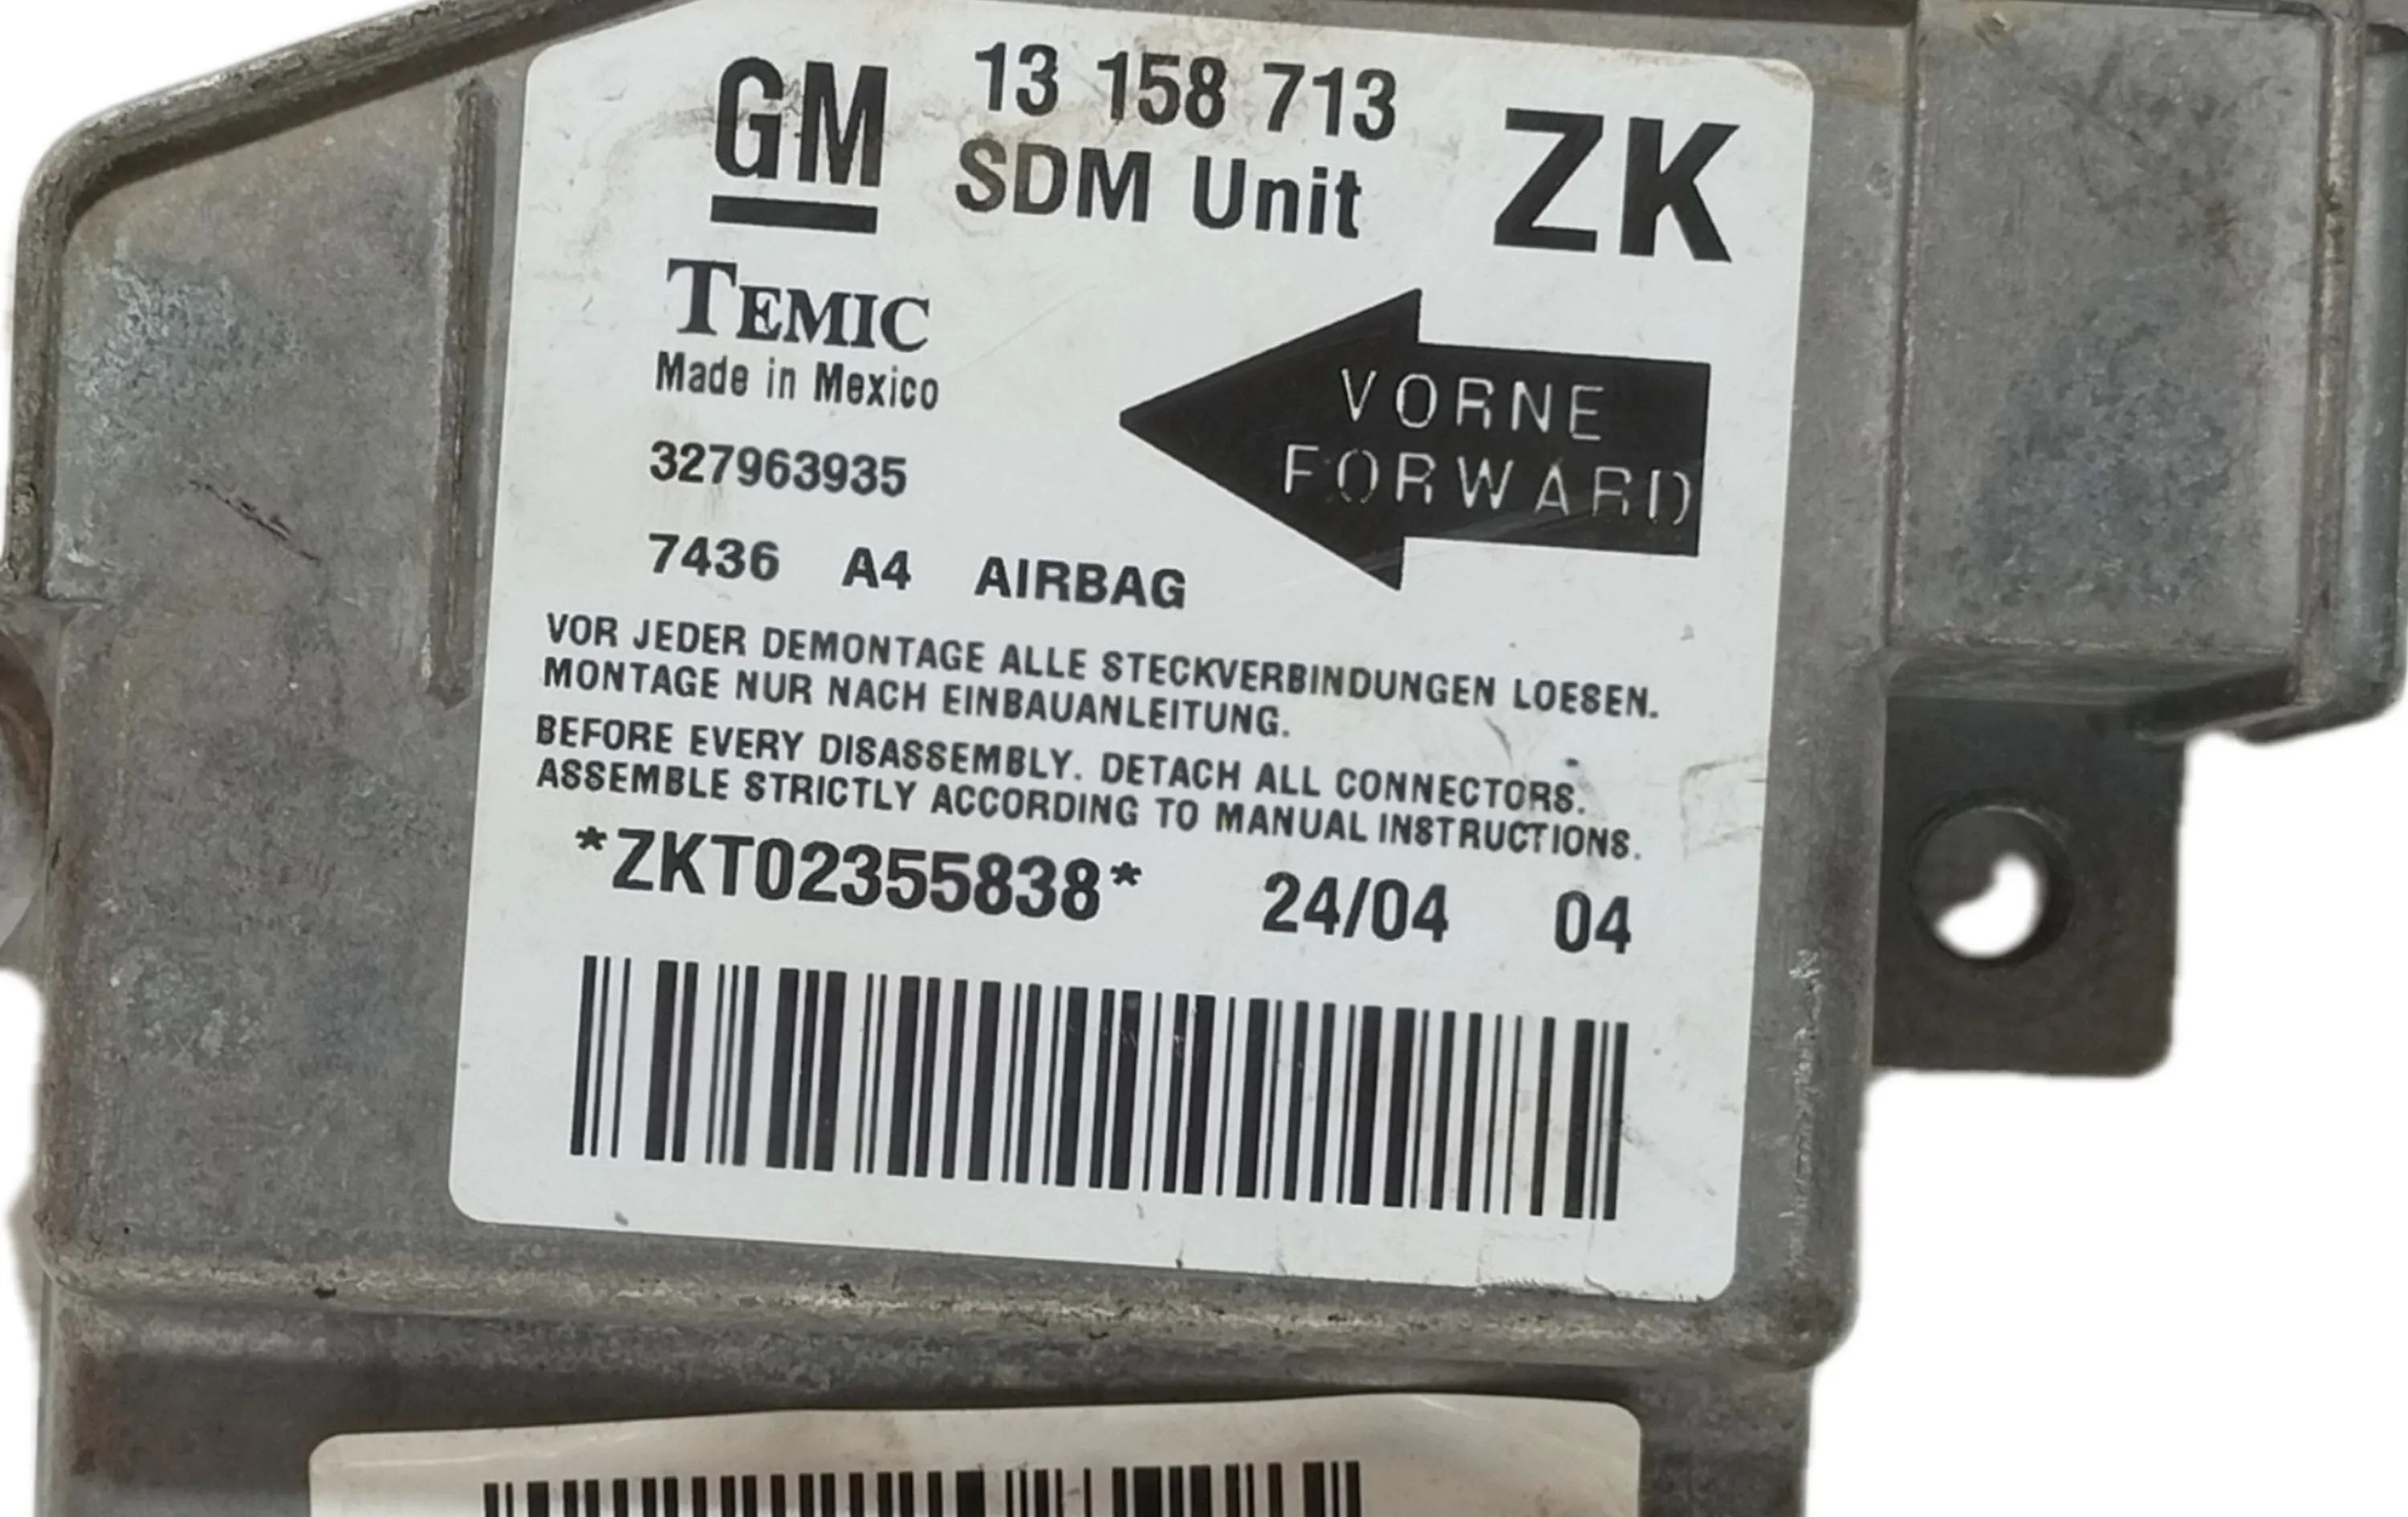 GM 13 158 713 ZK
SDM Unit
TEMIC
Made in Mexico
VORNE
FORWARD
327963935
7436 A4 AIRBAG
VOR JEDER DEMONTAGE ALLE STECKVERBINDUNGEN LOESEN.
MONTAGE NUR NACH EINBAUANLEITUNG.
BEFORE EVERY DISASSEMBLY. DETACH ALL CONNECTORS.
ASSEMBLE STRICTLY ACCORDING TO MANUAL INSTRUCTIONS.
*ZKT02355838* 24/04 04